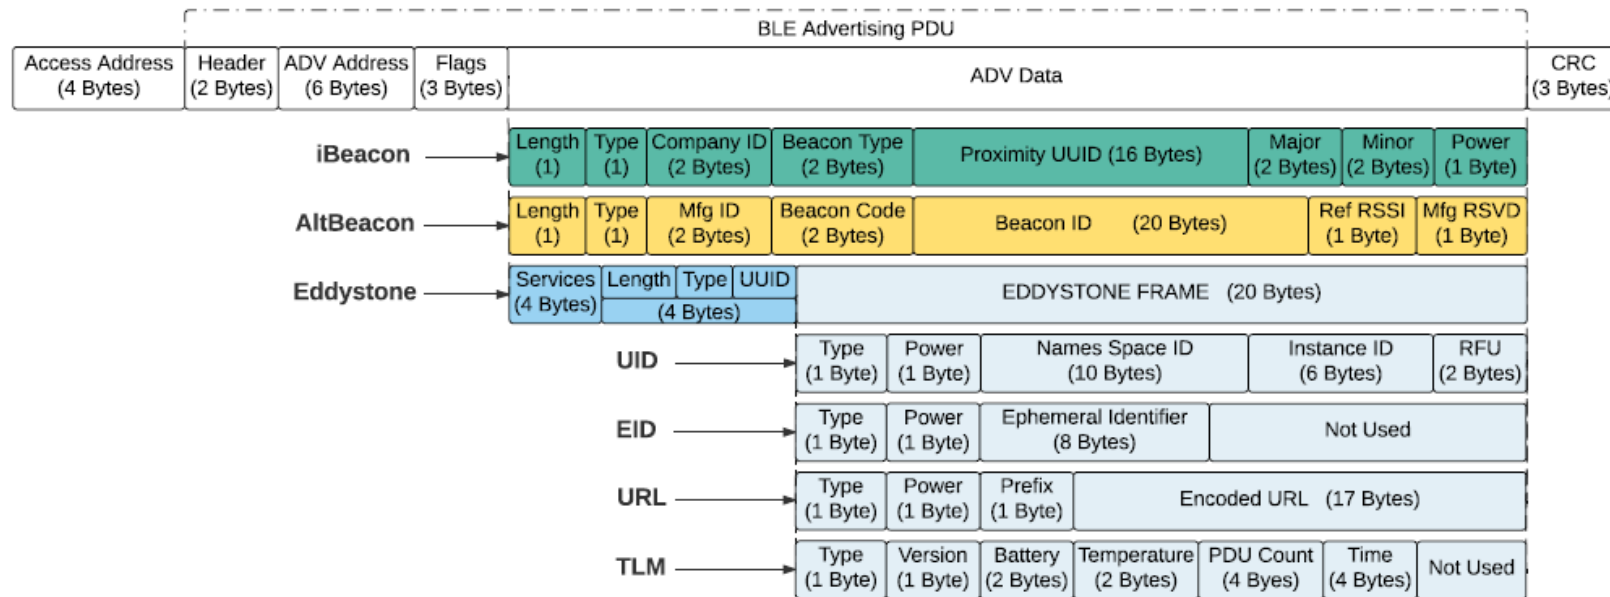 BLE Advertising PDU
Access Address Header ADV Address Flags ADV Data CRC
(4 Bytes) (2 Bytes) (6 Bytes) (3 Bytes) (3 Bytes)
iBeacon
Length Type Company ID Beacon Type Proximity UUID (16 Bytes) Major Minor Power
(1) (1) (2 Bytes) (2 Bytes) (2 Bytes) (2 Bytes) (1 Byte)
AltBeacon
Length Type Mfg ID Beacon Code Beacon ID (20 Bytes) Ref RSSI Mfg RSVD
(1) (1) (2 Bytes) (2 Bytes) (1 Byte) (1 Byte)
Eddystone
Services Length Type UUID EDDYSTONE FRAME (20 Bytes)
(4 Bytes) (4 Bytes)
UID
Type Power Names Space ID Instance ID RFU
(1 Byte) (1 Byte) (10 Bytes) (6 Bytes) (2 Bytes)
EID
Type Power Ephemeral Identifier Not Used
(1 Byte) (1 Byte) (8 Bytes)
URL
Type Power Prefix Encoded URL (17 Bytes)
(1 Byte) (1 Byte) (1 Byte)
TLM
Type Version Battery Temperature PDU Count Time Not Used
(1 Byte) (1 Byte) (2 Bytes) (2 Bytes) (4 Byes) (4 Bytes)